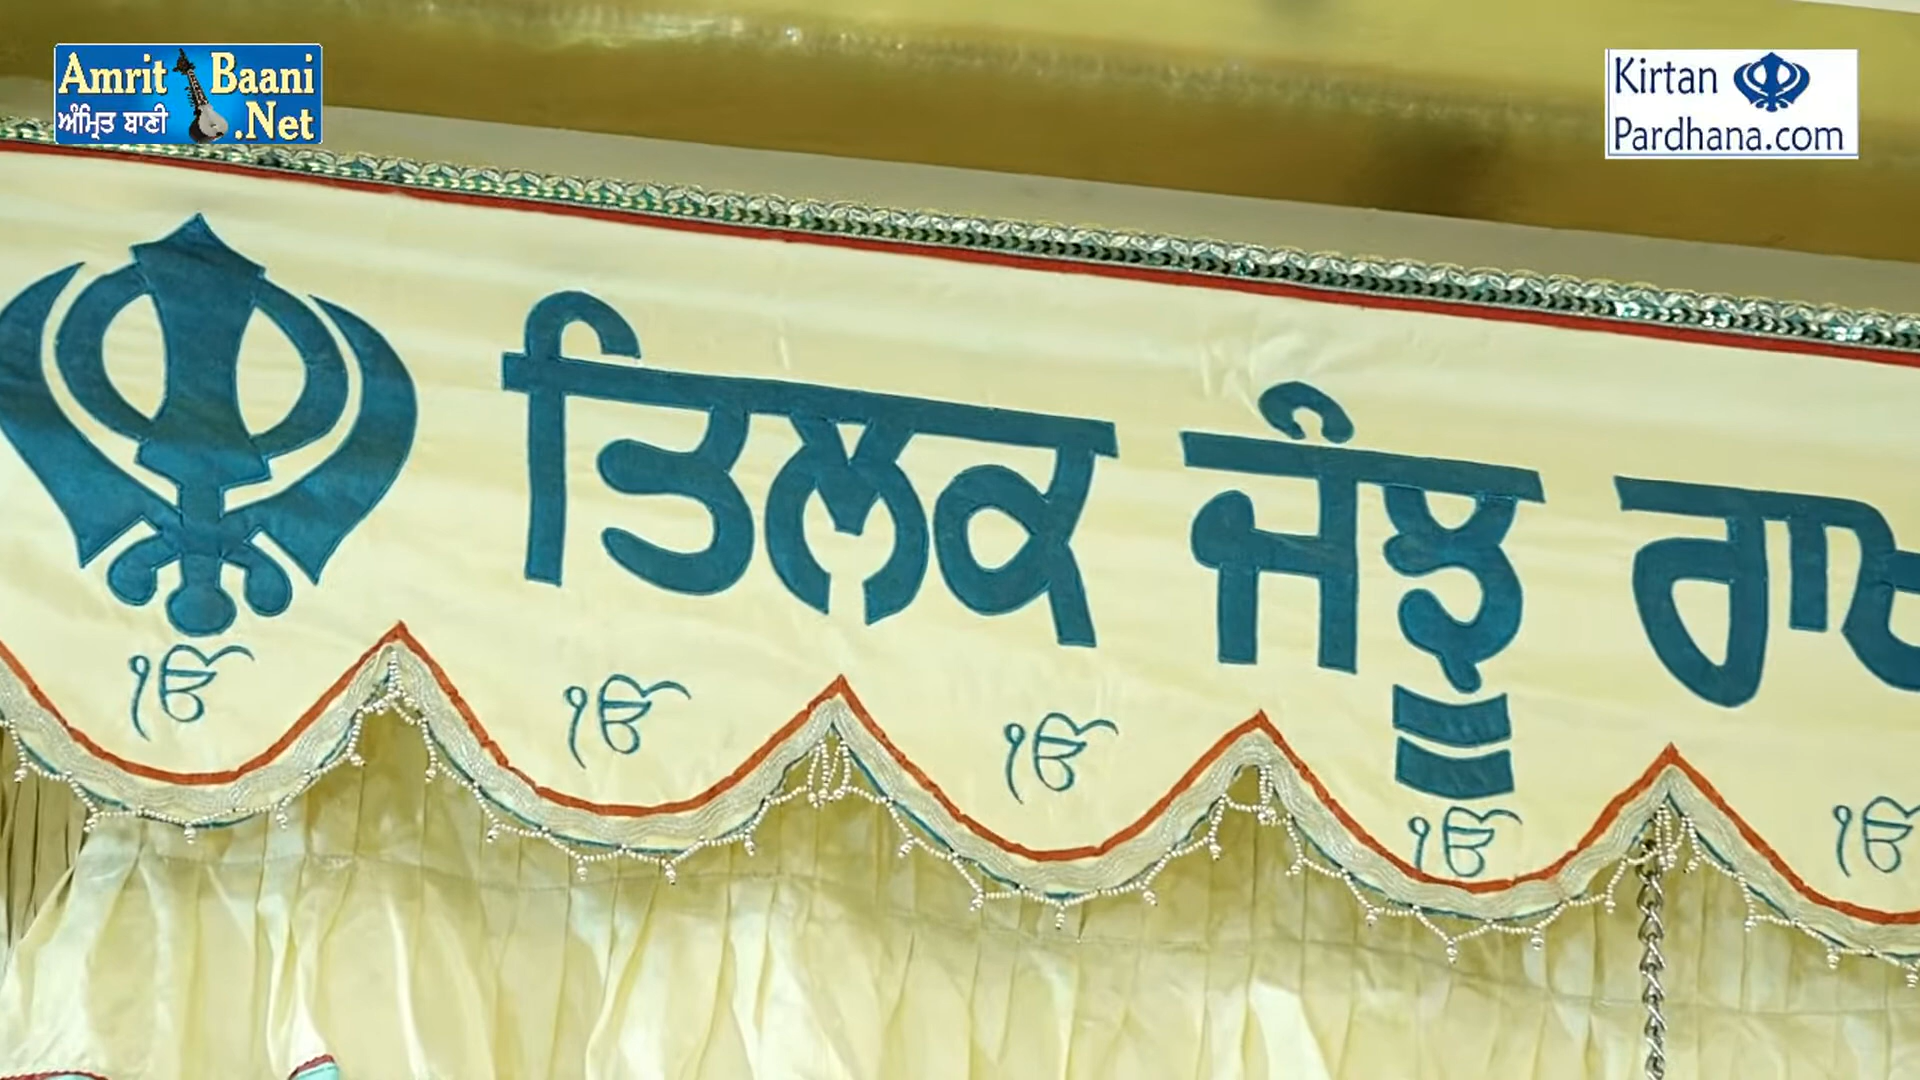 Amrit Baani
ਅੰਮ੍ਰਿਤ ਬਾਣੀ .Net
Kirtan
Pardhana.com
ਤਿਲਕ ਜੰਞੂ
ੴ ੴ ੴ ੴ ੴ